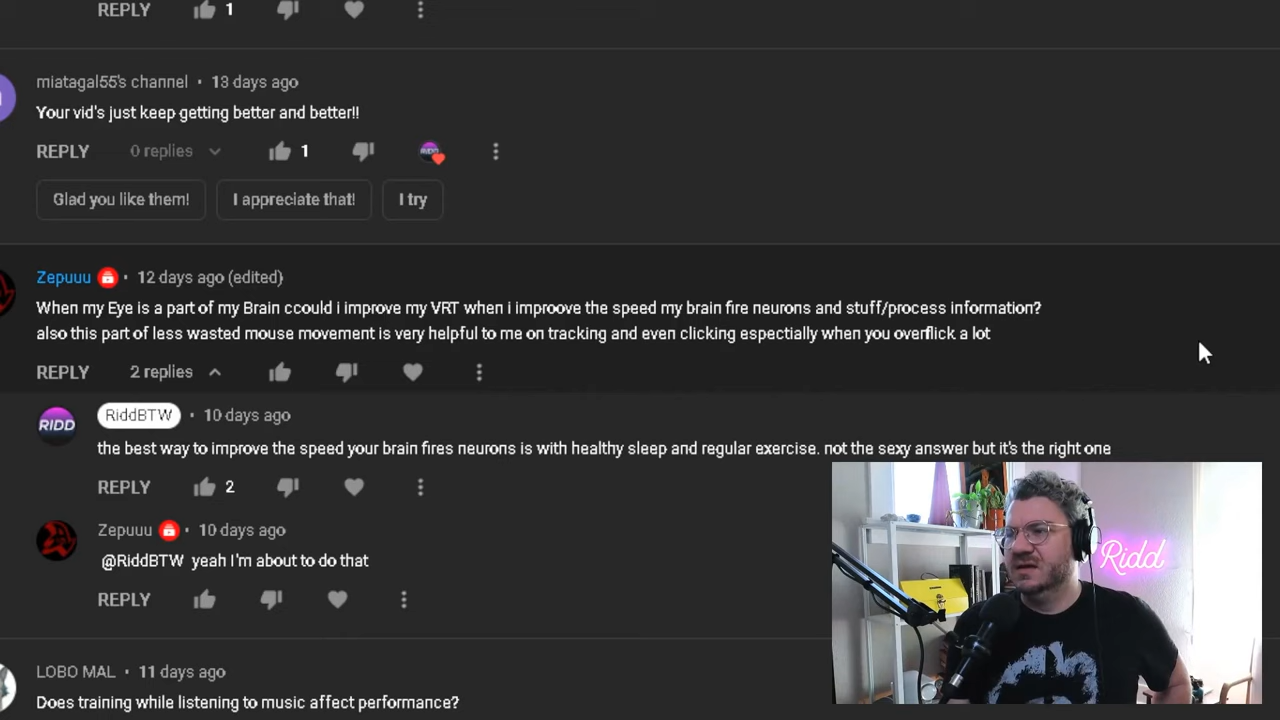 REPLY 1
miatagal55's channel • 13 days ago
Your vid's just keep getting better and better!!
REPLY 0 replies 1
Glad you like them! I appreciate that! I try
Zepuuu • 12 days ago (edited)
When my Eye is a part of my Brain ccould i improve my VRT when i improove the speed my brain fire neurons and stuff/process information?
also this part of less wasted mouse movement is very helpful to me on tracking and even clicking espectially when you overflick a lot
REPLY 2 replies
RIDD RiddBTW • 10 days ago
the best way to improve the speed your brain fires neurons is with healthy sleep and regular exercise. not the sexy answer but it's the right one
REPLY 2
Zepuuu • 10 days ago
@RiddBTW yeah I'm about to do that
REPLY
Ridd
LOBO MAL • 11 days ago
Does training while listening to music affect performance?